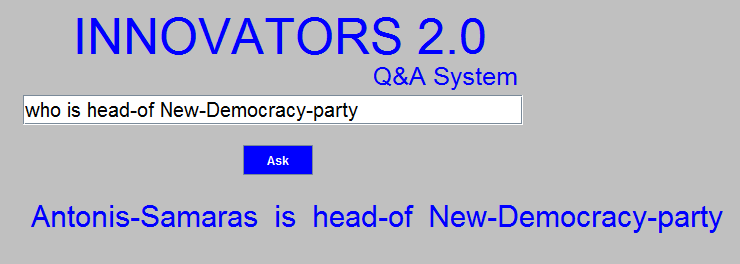 INNOVATORS 2.0
Q&A System
who is head-of New-Democracy-party
Ask
Antonis-Samaras is head-of New-Democracy-party